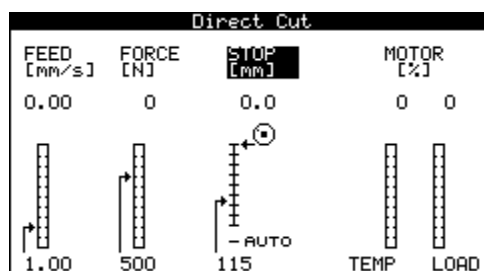 Direct Cut
FEED FORCE STOP MOTOR
[mm/s] [N] [mm] [%]
0.00 0 0.0 0 0
AUTO
1.00 500 115 TEMP LOAD